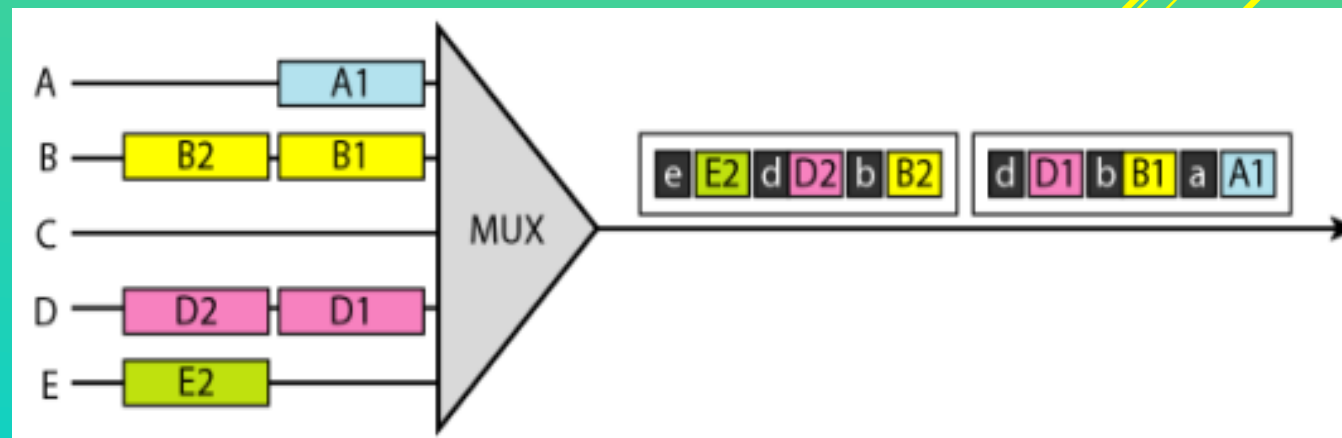 A A1
B B2 B1
e E2 d D2 b B2 d D1 b B1 a A1
C MUX
D D2 D1
E E2